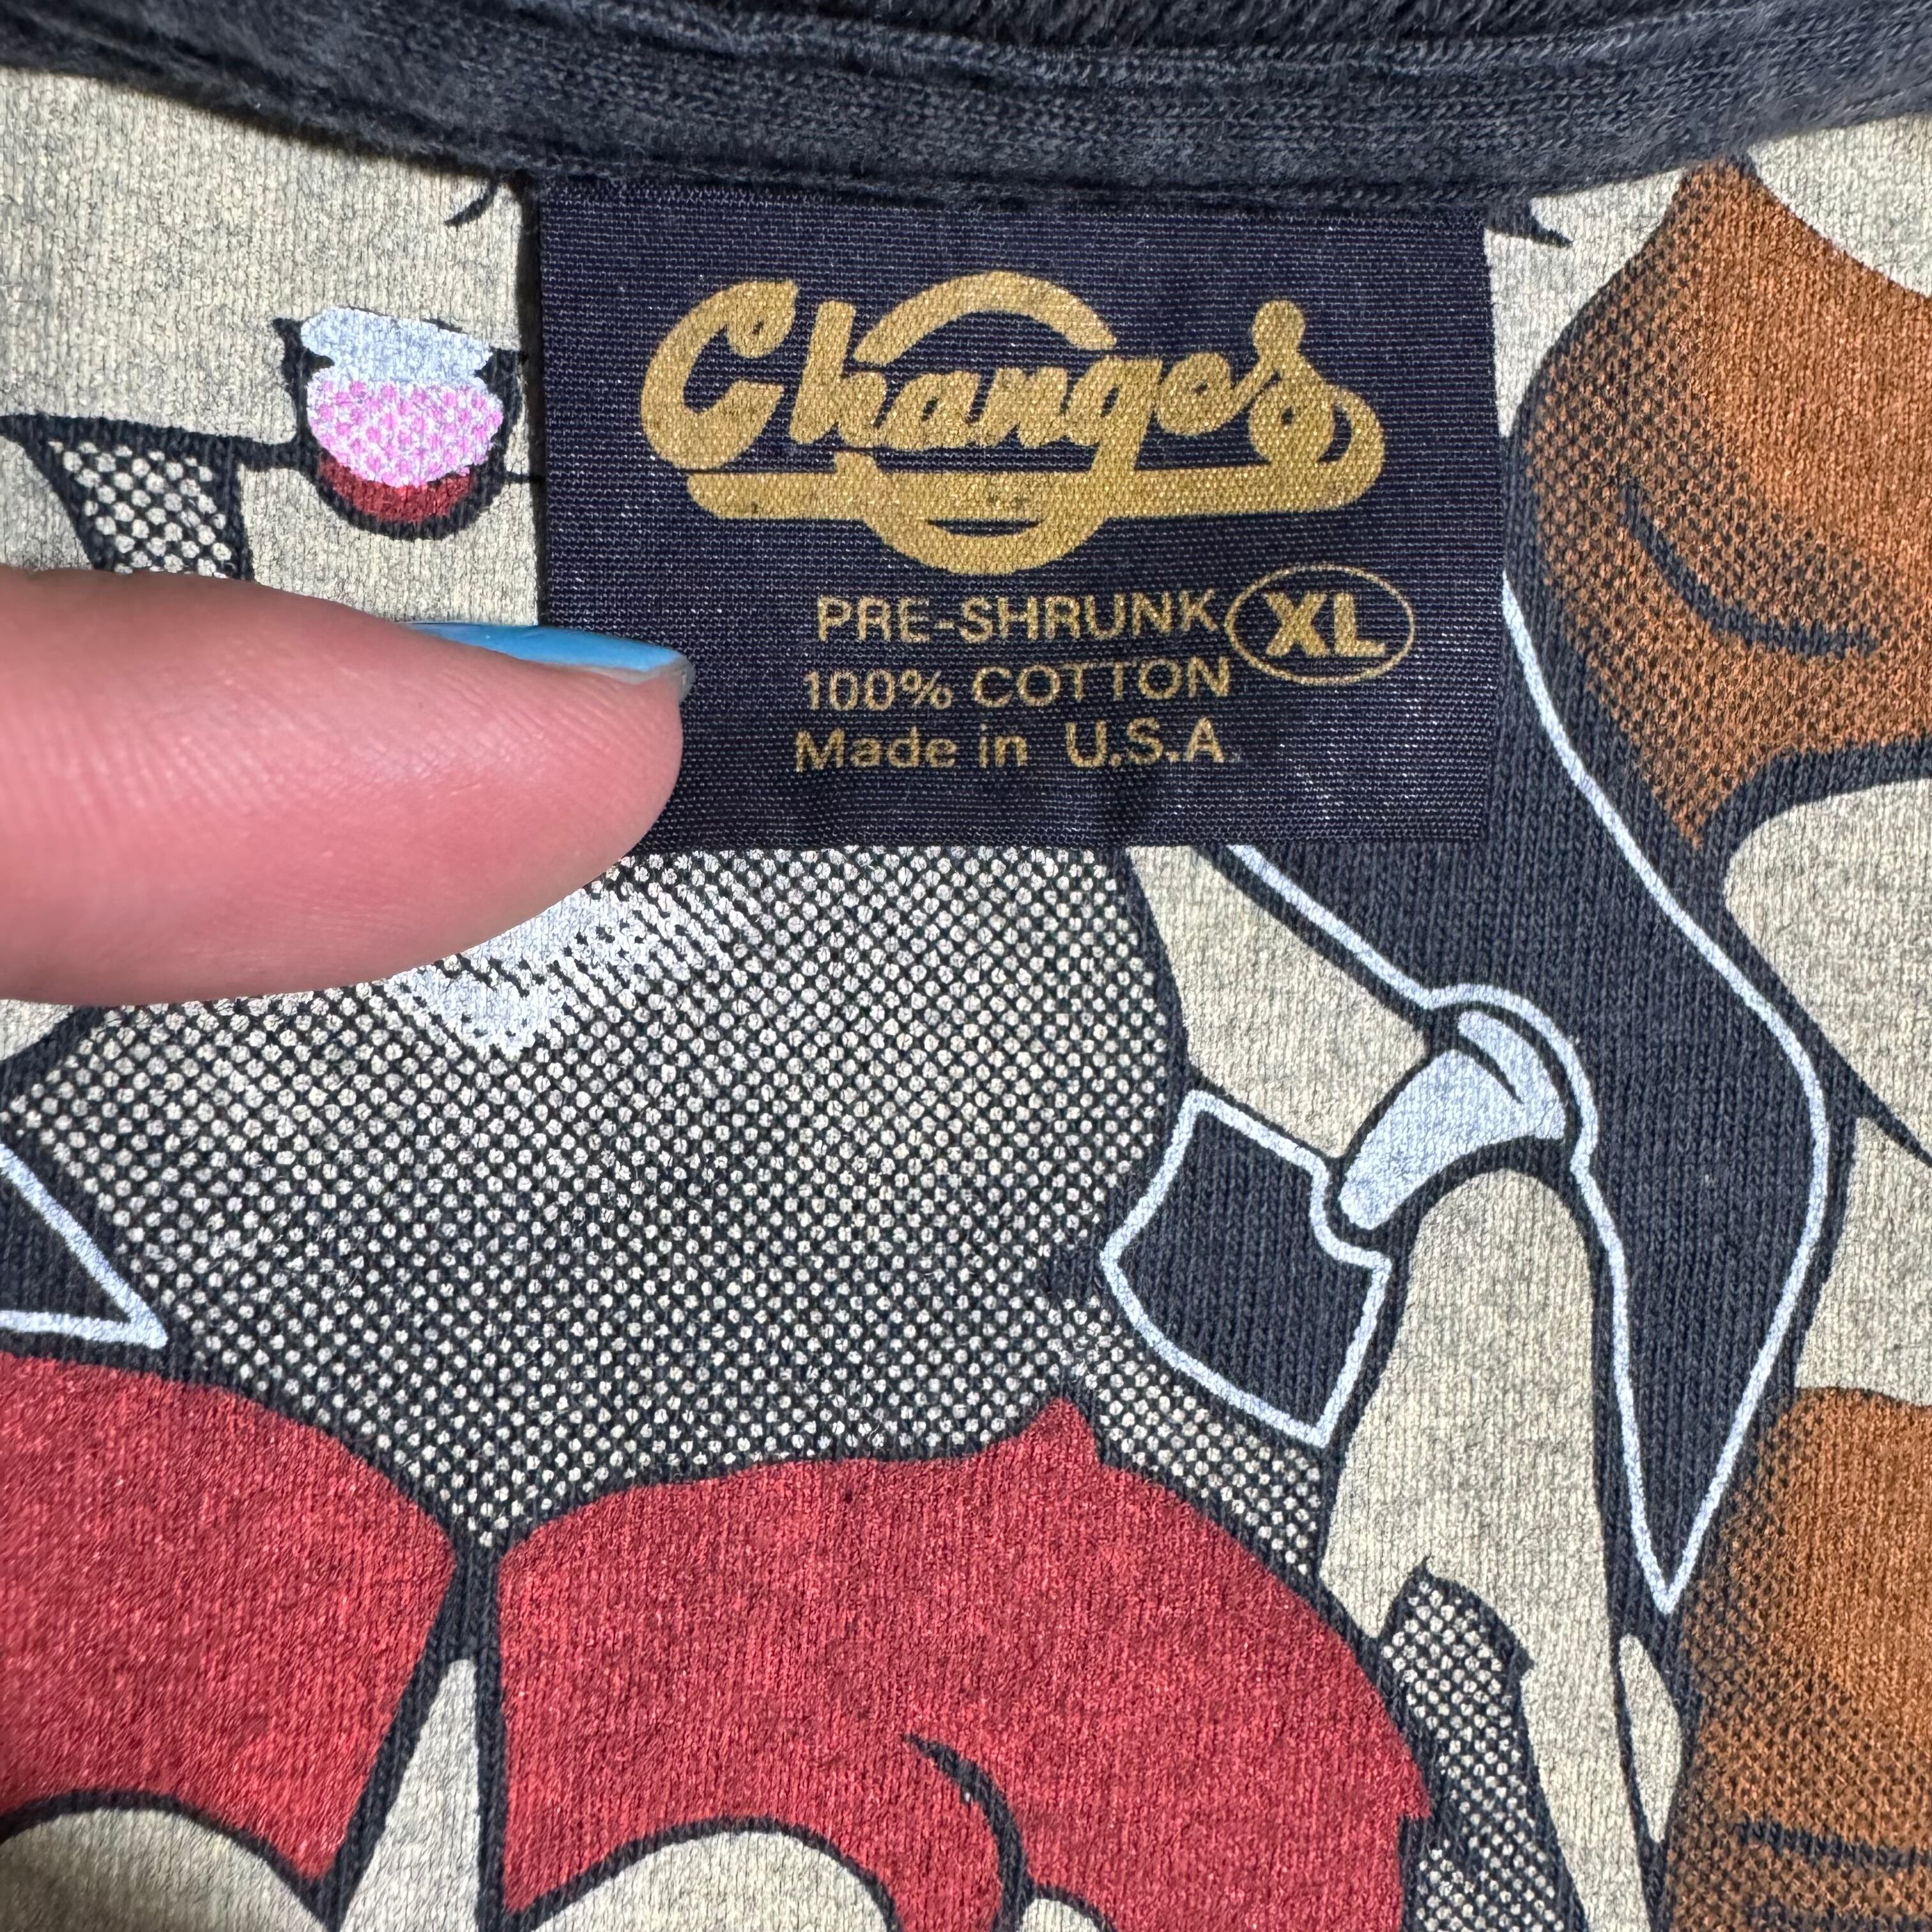 Changes
PRE-SHRUNK XL
100% COTTON
Made in U.S.A.